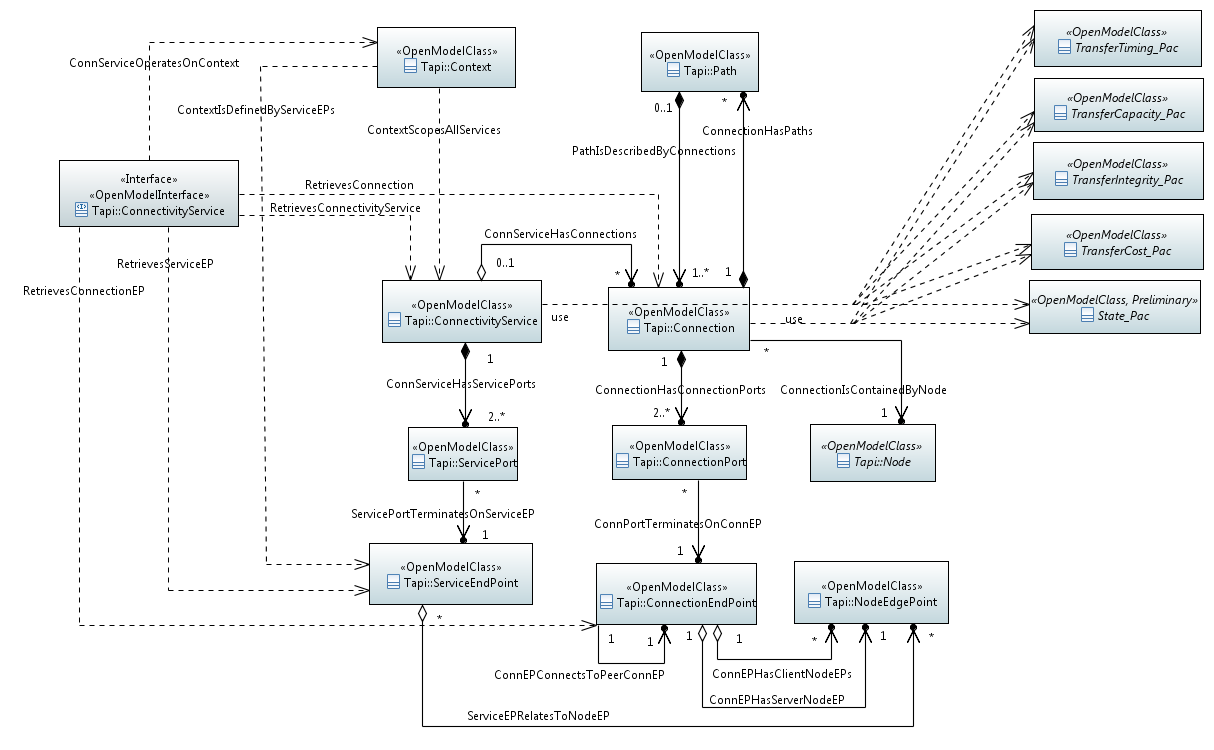 «OpenModelClass»
TransferTiming_Pac
«OpenModelClass»
Tapi::Context
«OpenModelClass»
Tapi::Path
ConnServiceOperatesOnContext
«OpenModelClass»
TransferCapacity_Pac
0..1
*
ContextIsDefinedByServiceEPs
ContextScopesAllServices
ConnectionHasPaths
PathIsDescribedByConnections
«OpenModelClass»
TransferIntegrity_Pac
«Interface»
«OpenModelInterface»
Tapi::ConnectivityService
RetrievesConnection
RetrievesConnectivityService
ConnServiceHasConnections
«OpenModelClass»
TransferCost_Pac
RetrievesServiceEP
0..1
*
1..*
1
RetrievesConnectionEP
«OpenModelClass»
Tapi::ConnectivityService
use
«OpenModelClass»
Tapi::Connection
use
«OpenModelClass, Preliminary»
State_Pac
1
1
*
ConnServiceHasServicePorts
ConnectionHasConnectionPorts
ConnectionIsContainedByNode
2..*
2..*
1
«OpenModelClass»
Tapi::ServicePort
«OpenModelClass»
Tapi::ConnectionPort
«OpenModelClass»
Tapi::Node
*
*
ServicePortTerminatesOnServiceEP
ConnPortTerminatesOnConnEP
1
1
«OpenModelClass»
Tapi::ServiceEndPoint
«OpenModelClass»
Tapi::ConnectionEndPoint
«OpenModelClass»
Tapi::NodeEdgePoint
*
1
1
1
1
*
1
*
ConnEPConnectsToPeerConnEP
ConnEPHasClientNodeEPs
ConnEPHasServerNodeEP
ServiceEPRelatesToNodeEP